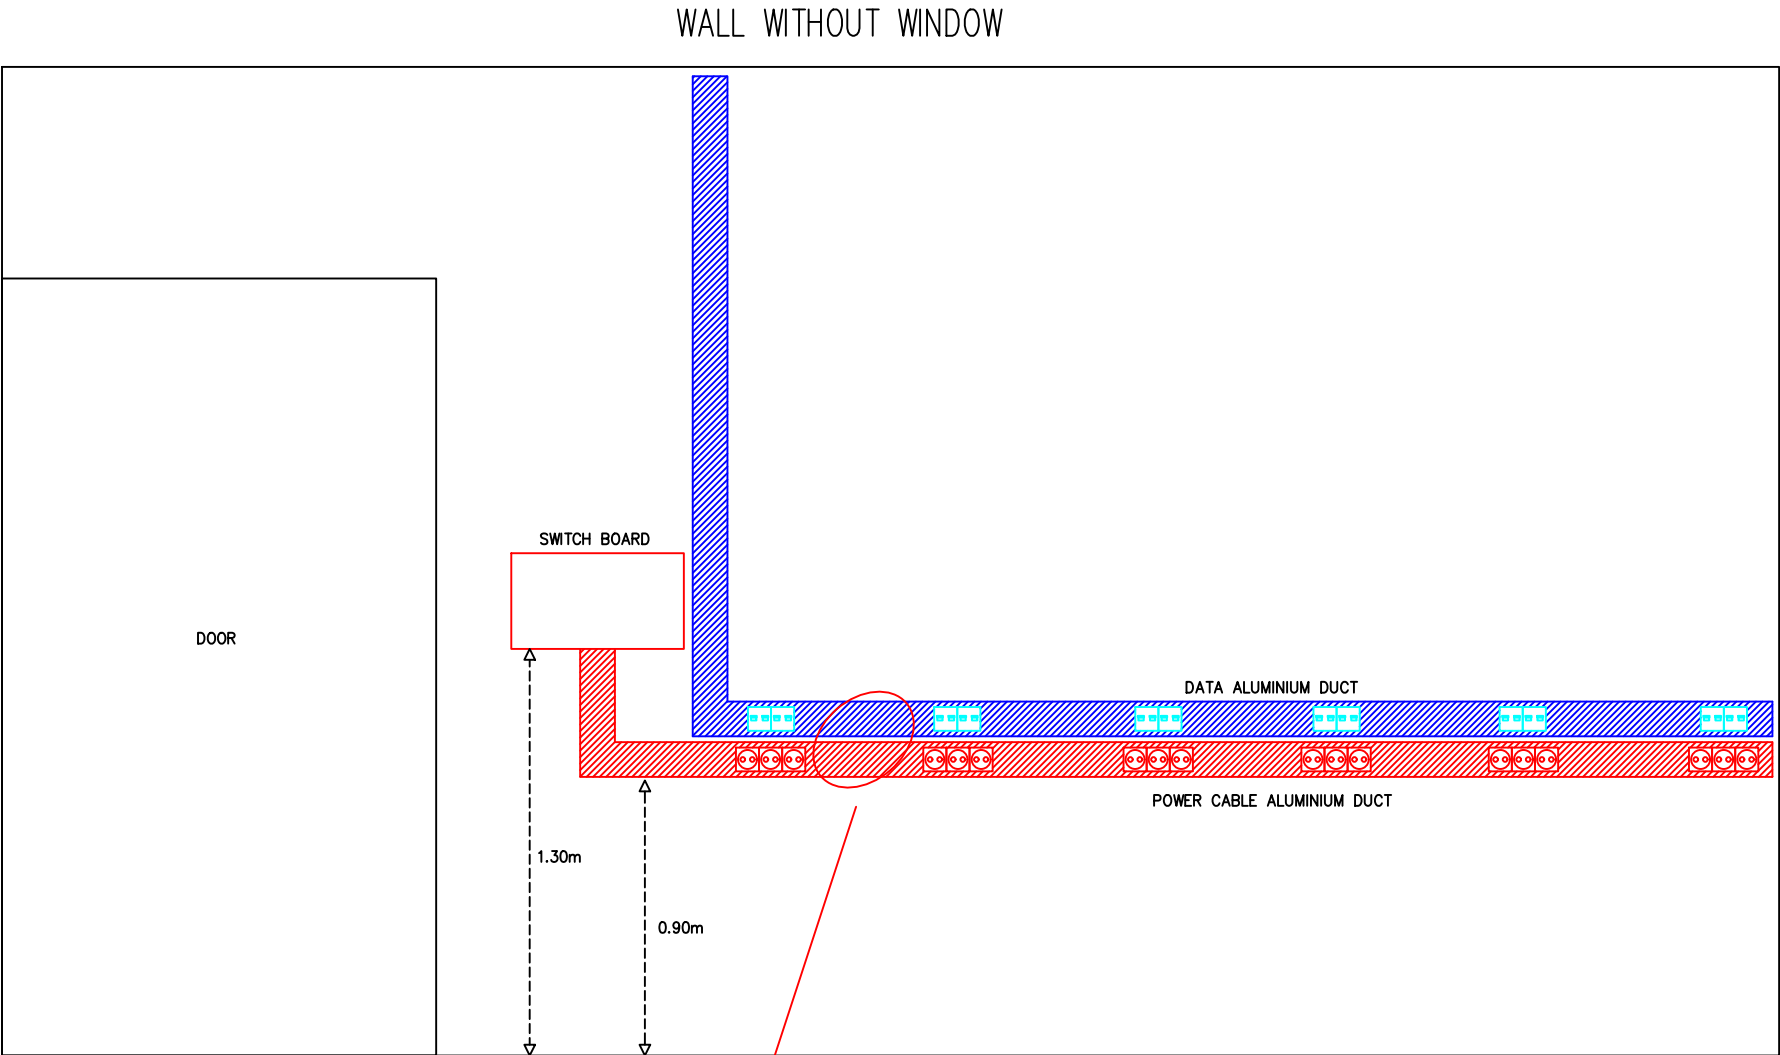 WALL WITHOUT WINDOW
SWITCH BOARD
DOOR
DATA ALUMINIUM DUCT
POWER CABLE ALUMINIUM DUCT
1.30m
0.90m